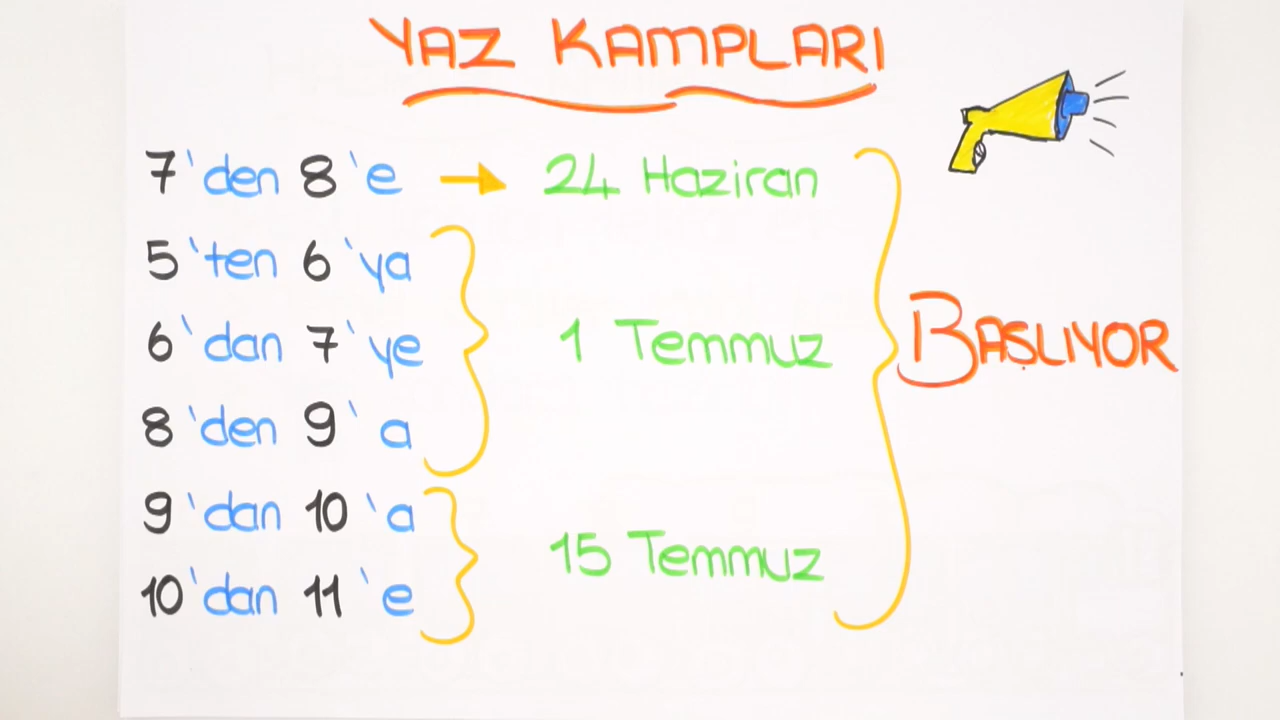 YAZ KAMPLARI
7'den 8'e → 24 Haziran
5'ten 6'ya
6'dan 7'ye 1 Temmuz
8'den 9'a
9'dan 10'a
15 Temmuz
10'dan 11'e
BAŞLIYOR